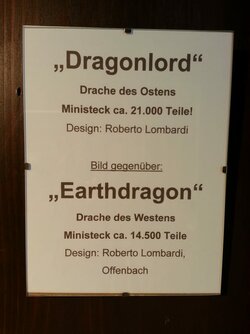 „Dragonlord“
Drache des Ostens
Ministeck ca. 21.000 Teile!
Design: Roberto Lombardi
Bild gegenüber:
„Earthdragon“
Drache des Westens
Ministeck ca. 14.500 Teile
Design: Roberto Lombardi,
Offenbach